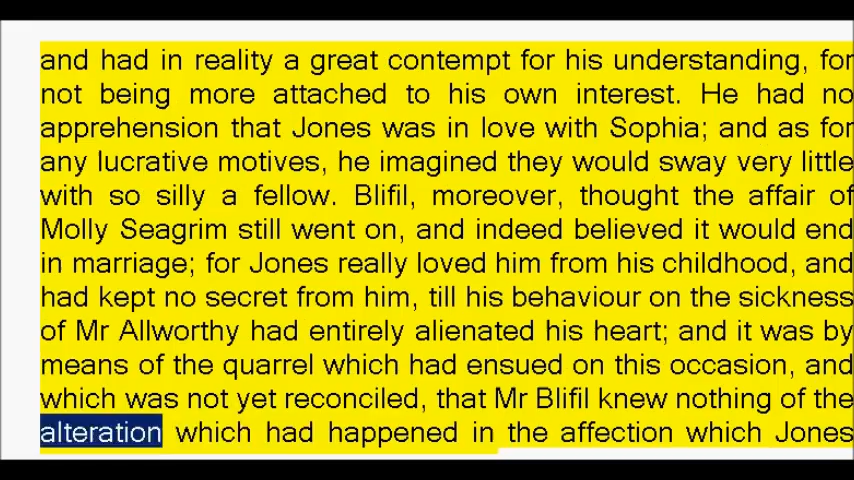 and had in reality a great contempt for his understanding, for
not being more attached to his own interest. He had no
apprehension that Jones was in love with Sophia; and as for
any lucrative motives, he imagined they would sway very little
with so silly a fellow. Blifil, moreover, thought the affair of
Molly Seagrim still went on, and indeed believed it would end
in marriage; for Jones really loved him from his childhood, and
had kept no secret from him, till his behaviour on the sickness
of Mr Allworthy had entirely alienated his heart; and it was by
means of the quarrel which had ensued on this occasion, and
which was not yet reconciled, that Mr Blifil knew nothing of the
alteration which had happened in the affection which Jones